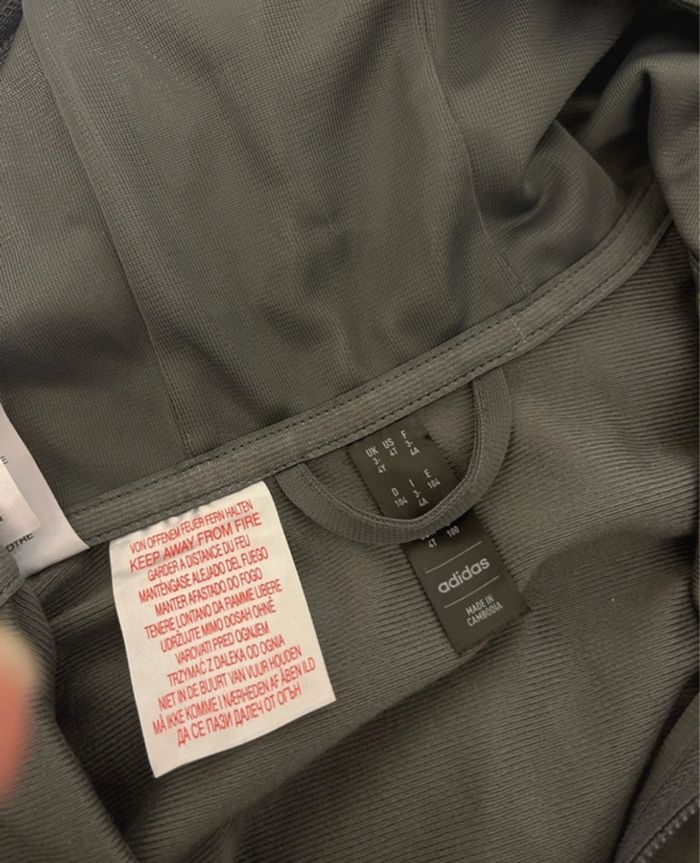 VON OFFENEM FEUER FERN HALTEN
KEEP AWAY FROM FIRE
GARDER A DISTANCE DU FEU
MANTÉNGASE ALEJADO DEL FUEGO
MANTER AFASTADO DO FOGO
TENERE LONTANO DA FIAMME LIBERE
UDRŽUJTE MIMO DOSAH OHNĚ
VAROVATI PRED OGNJEM
TRZYMAĆ Z DALEKA OD OGNIA
NIET IN DE BUURT VAN VUUR HOUDEN
MÅ IKKE KOMME I NÆRHEDEN AF ÅBEN ILD
ДА СЕ ПАЗИ ДАЛЕЧ ОТ ОГЪН
UK US F
3- 3- 3-
4Y 4T 4A
D I E
104 3- 104
4A
4T 100
adidas
MADE IN
CAMBODIA